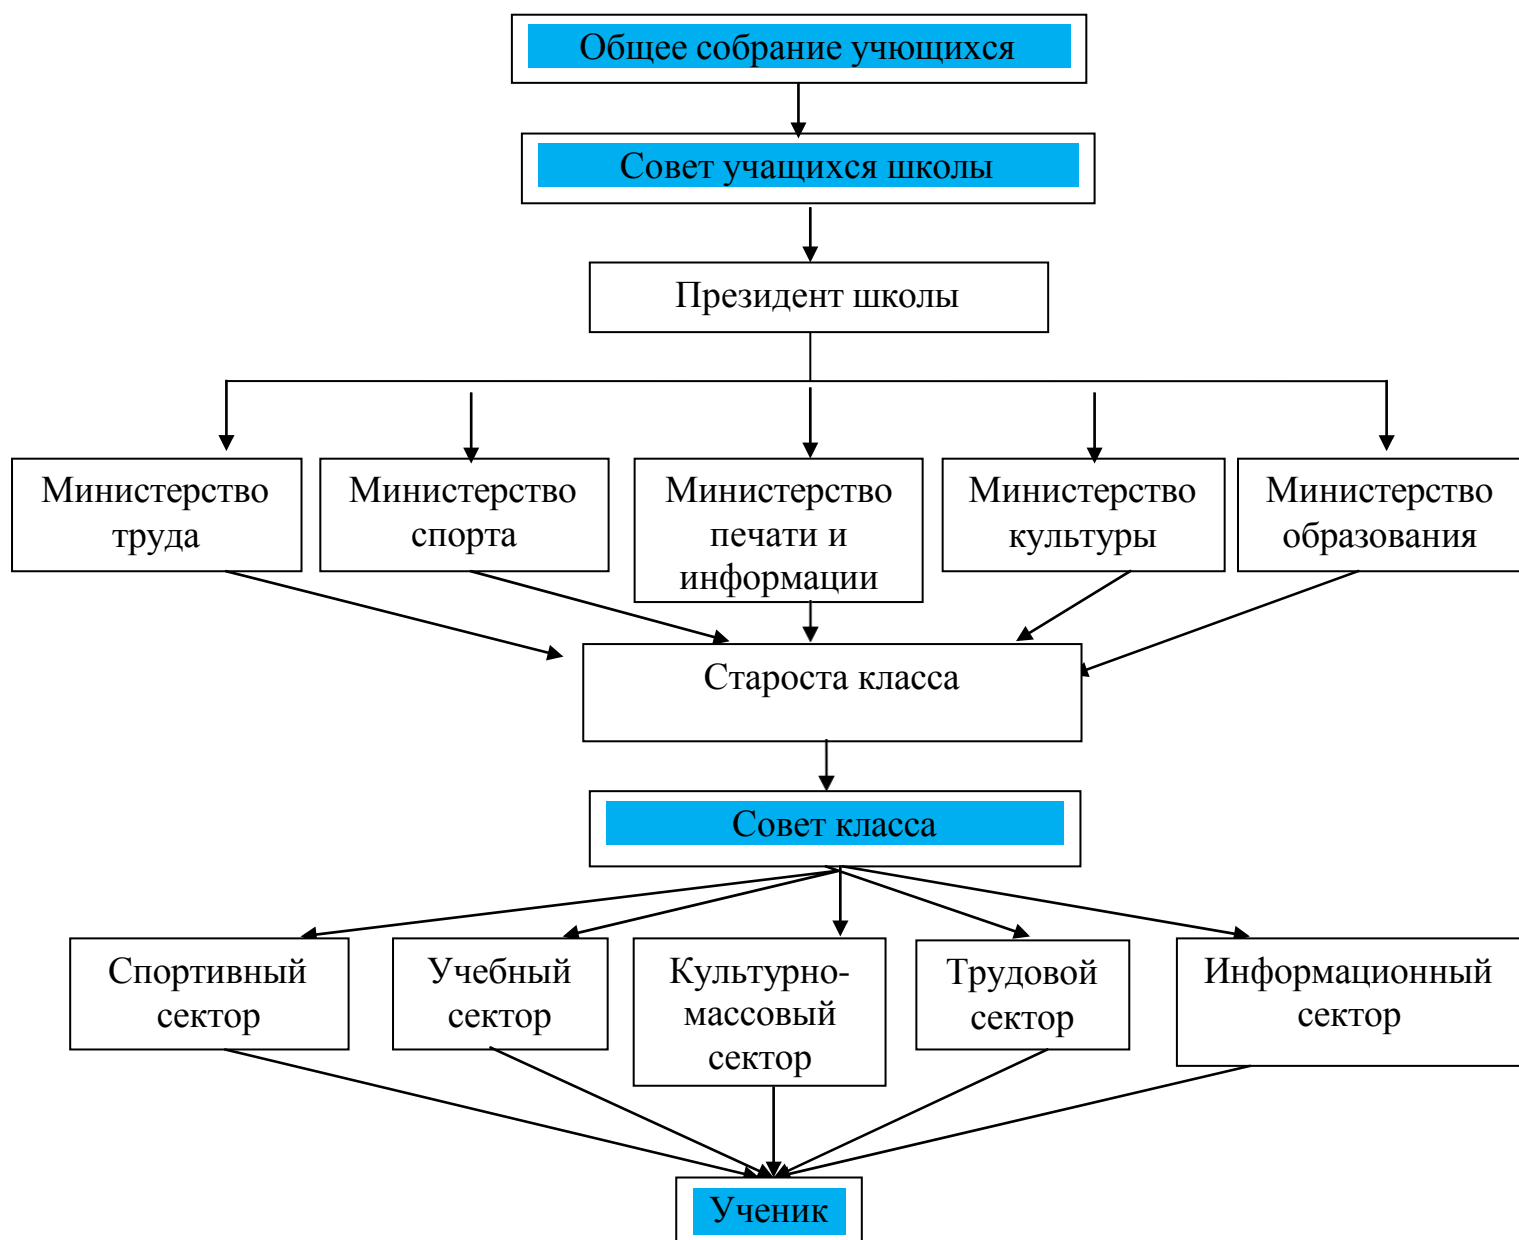 Общее собрание учющихся
Совет учащихся школы
Президент школы
Министерство
труда
Министерство
спорта
Министерство
печати и
информации
Министерство
культуры
Министерство
образования
Староста класса
Совет класса
Спортивный
сектор
Учебный
сектор
Культурно-
массовый
сектор
Трудовой
сектор
Информационный
сектор
Ученик